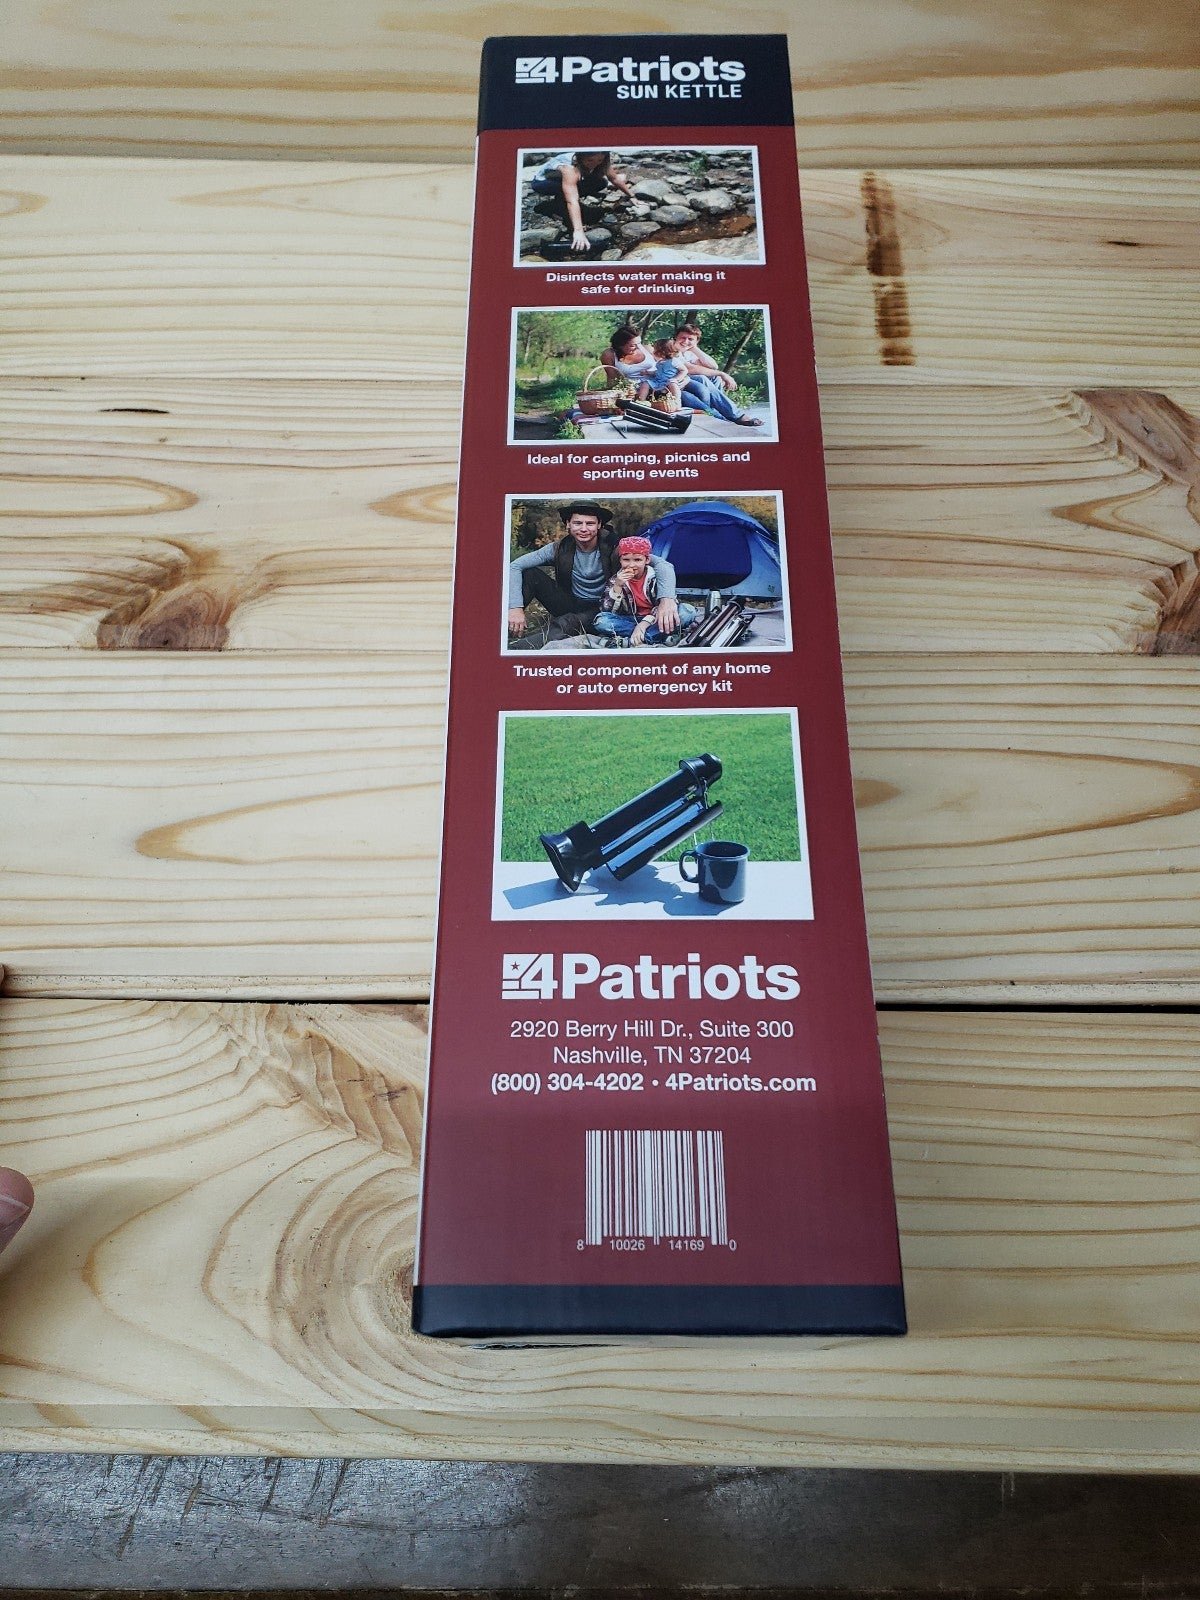 4Patriots
SUN KETTLE
Disinfects water making it
safe for drinking
Ideal for camping, picnics and
sporting events
Trusted component of any home
or auto emergency kit
4Patriots
2920 Berry Hill Dr., Suite 300
Nashville, TN 37204
(800) 304-4202 • 4Patriots.com
8 10026 14169 0